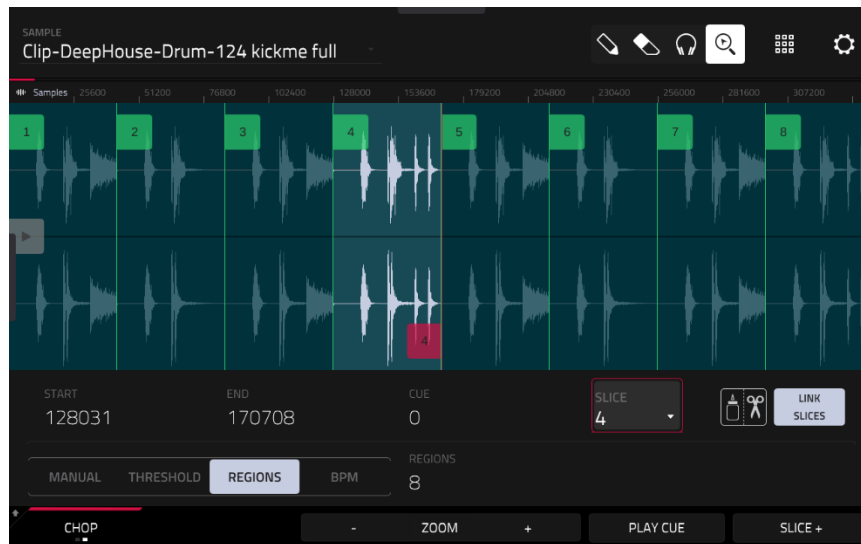 SAMPLE
Clip-DeepHouse-Drum-124 kickme full
Samples 25600 51200 76800 102400 128000 153600 179200 204800 230400 256000 281600 307200
1 2 3 4 5 6 7 8
4
START END CUE SLICE LINK
128031 170708 0 4 SLICES
REGIONS
MANUAL THRESHOLD REGIONS BPM 8
CHOP - ZOOM + PLAY CUE SLICE +